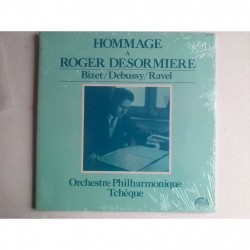 HOMMAGE
A
ROGER DESORMIERE
Bizet/Debussy/Ravel
Orchestre Philharmonique
Tchèque